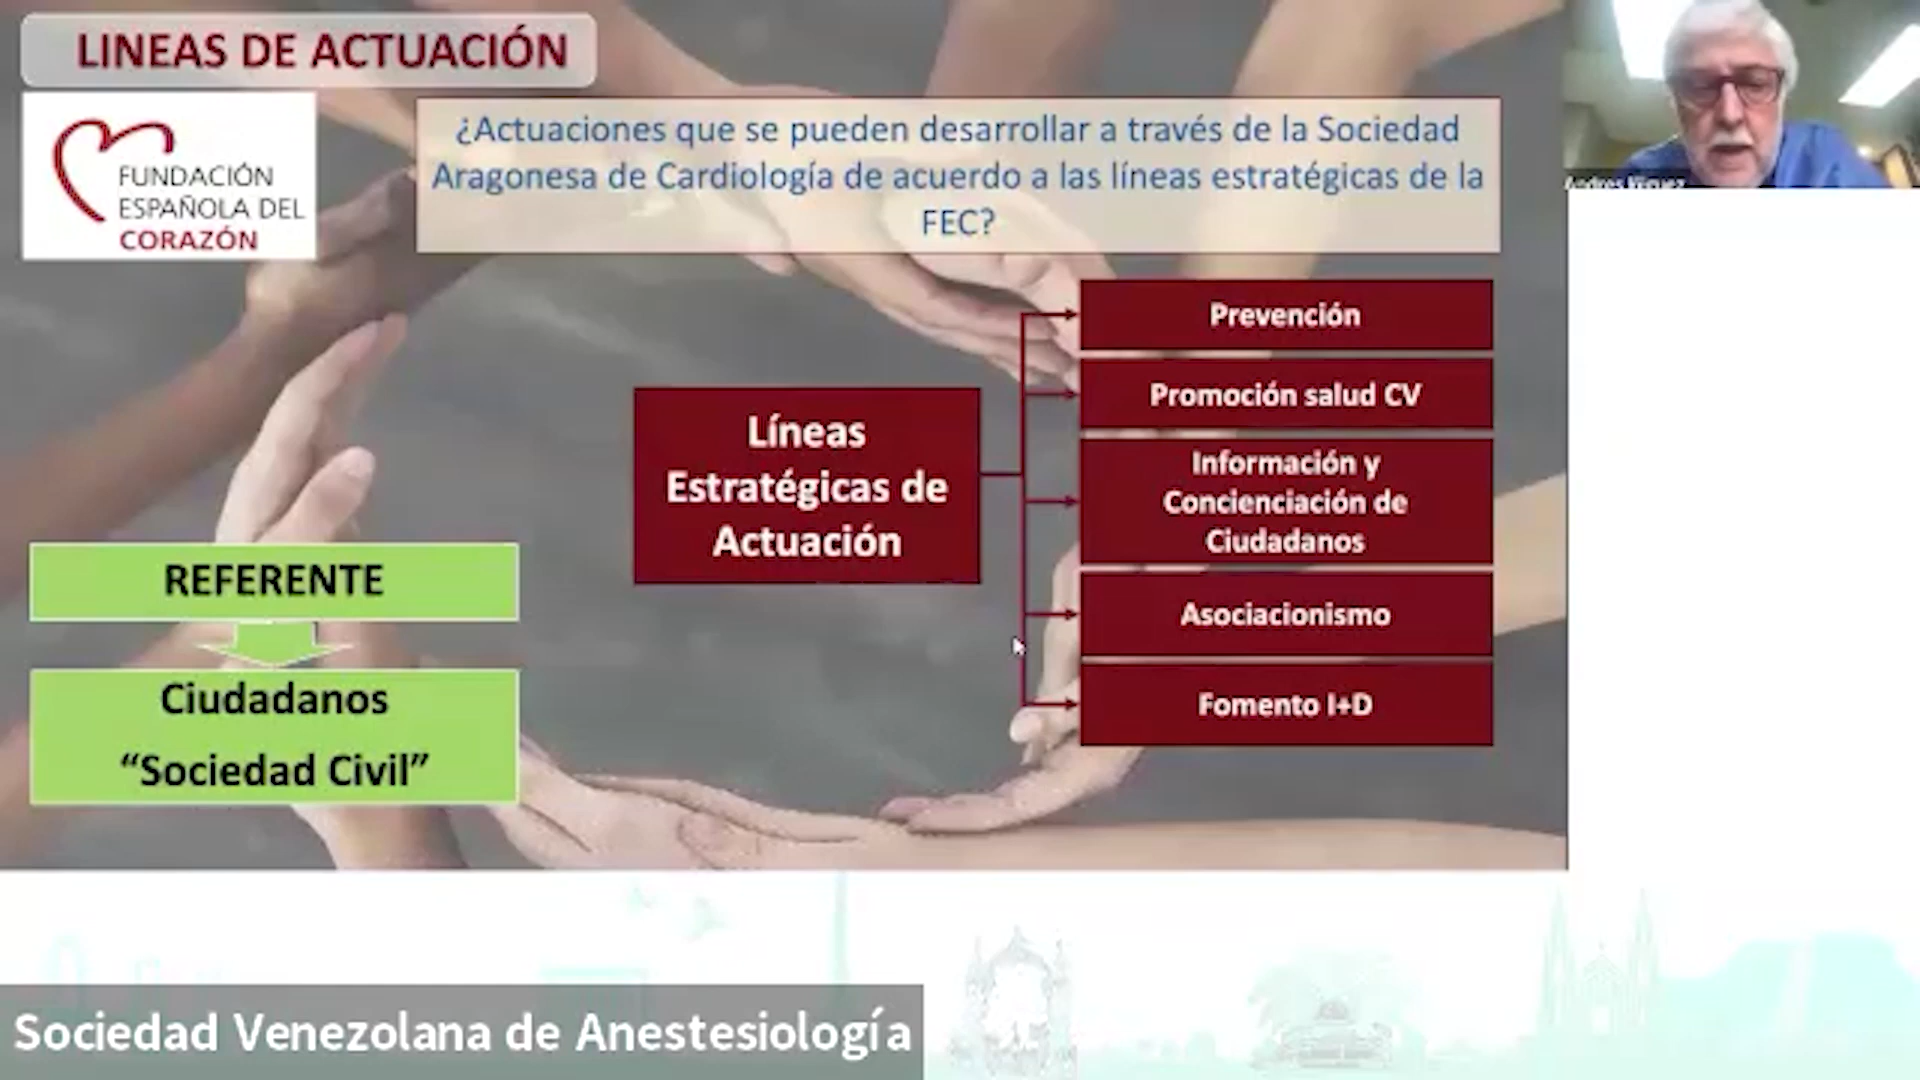 LINEAS DE ACTUACIÓN
FUNDACIÓN
ESPAÑOLA DEL
CORAZÓN
¿Actuaciones que se pueden desarrollar a través de la Sociedad
Aragonesa de Cardiología de acuerdo a las líneas estratégicas de la
FEC?
Líneas
Estratégicas de
Actuación
Prevención
Promoción salud CV
Información y
Concienciación de
Ciudadanos
Asociacionismo
Fomento I+D
REFERENTE
Ciudadanos
“Sociedad Civil”
Sociedad Venezolana de Anestesiología